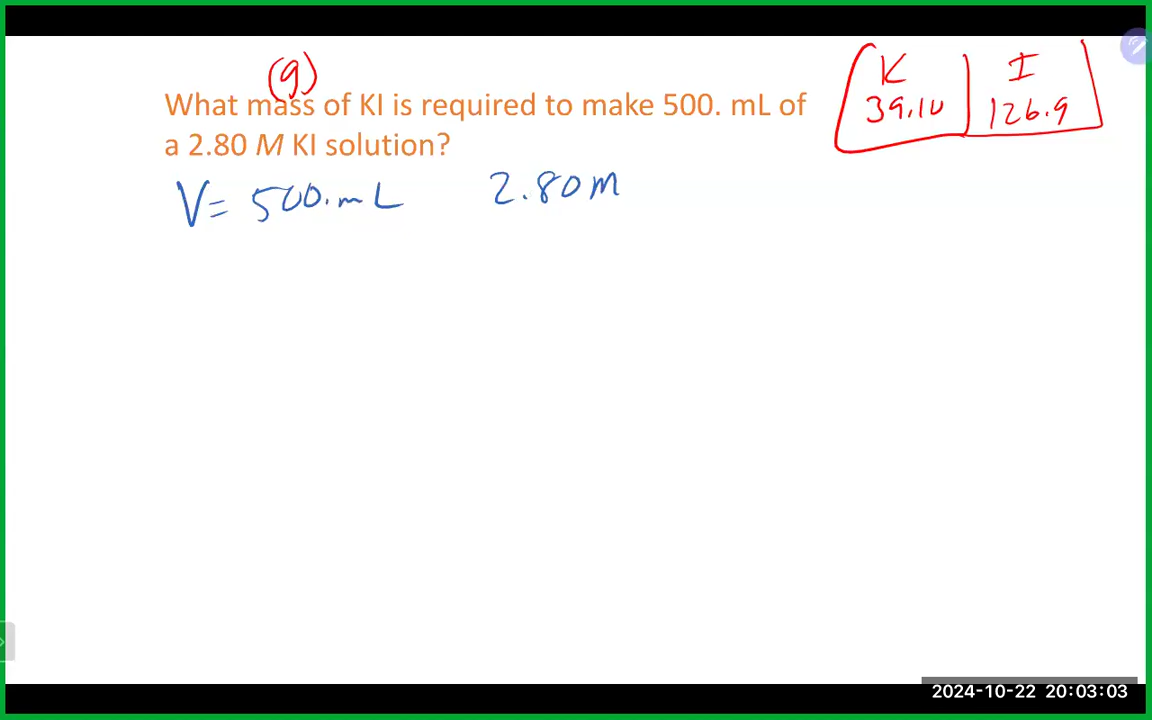 (g)
What mass of KI is required to make 500. mL of
a 2.80 M KI solution?
K | I
39.10 | 126.9
V= 500.mL 2.80 M
2024-10-22 20:03:03